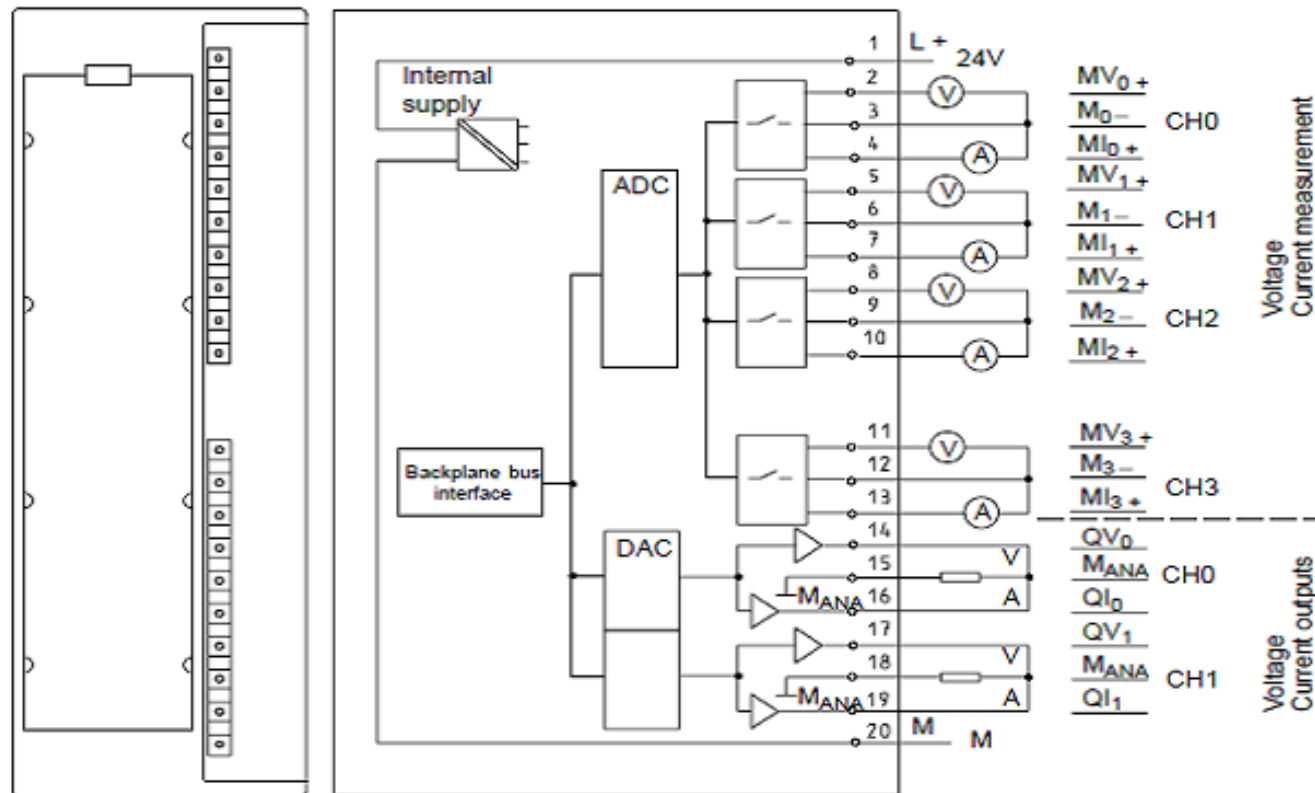 1 L + 24V
Internal
supply
2 V MV0 +
3 M0 – CH0
4 A MI0 +
ADC
5 V MV1 +
6 M1 – CH1
7 A MI1 +
8 V MV2 +
9 M2 – CH2
10 A MI2 +
Voltage
Current measurement
11 V MV3 +
12 M3 – CH3
13 A MI3 +
Backplane bus
interface
DAC
14 QV0
15 V MANA CH0
MANA 16 A QI0
17 QV1
18 V MANA CH1
MANA 19 A QI1
20 M M
Voltage
Current outputs